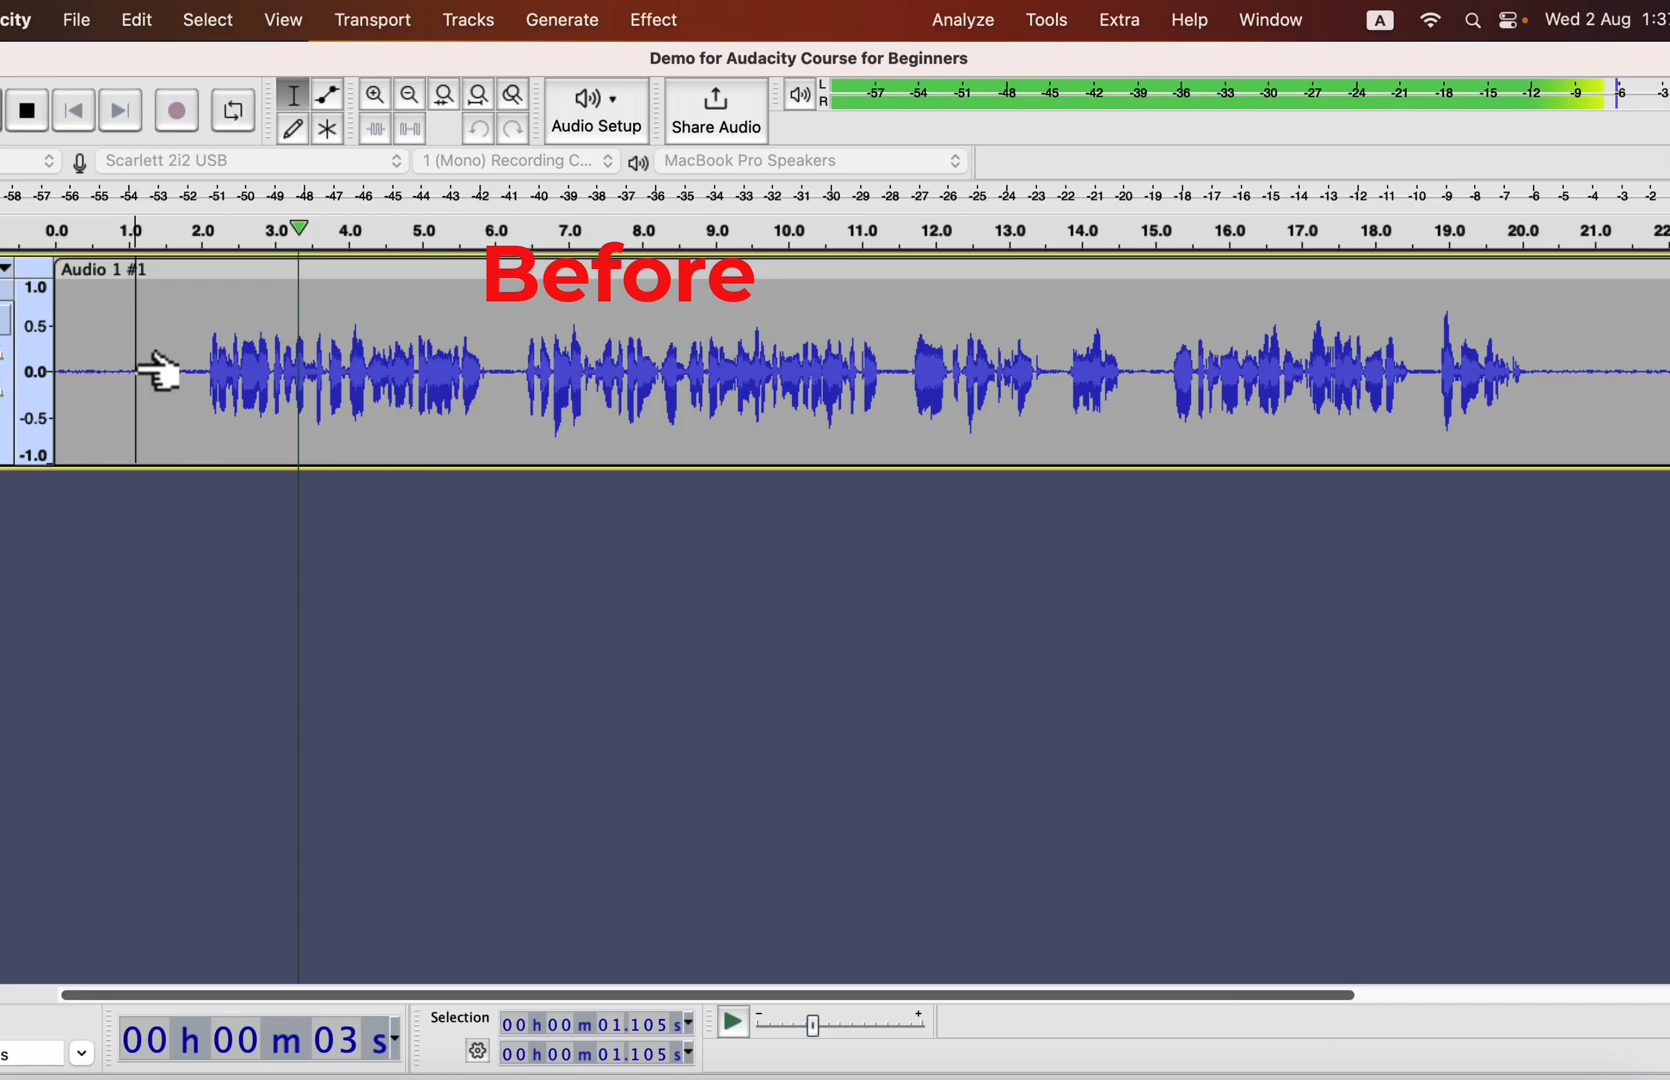 city File Edit Select View Transport Tracks Generate Effect Analyze Tools Extra Help Window A Wed 2 Aug 1:37
Demo for Audacity Course for Beginners
Audio Setup
Share Audio
L
R
-57 -54 -51 -48 -45 -42 -39 -36 -33 -30 -27 -24 -21 -18 -15 -12 -9 -6 -3
Scarlett 2i2 USB 1 (Mono) Recording C... MacBook Pro Speakers
-58 -57 -56 -55 -54 -53 -52 -51 -50 -49 -48 -47 -46 -45 -44 -43 -42 -41 -40 -39 -38 -37 -36 -35 -34 -33 -32 -31 -30 -29 -28 -27 -26 -25 -24 -23 -22 -21 -20 -19 -18 -17 -16 -15 -14 -13 -12 -11 -10 -9 -8 -7 -6 -5 -4 -3 -2
0.0 1.0 2.0 3.0 4.0 5.0 6.0 7.0 8.0 9.0 10.0 11.0 12.0 13.0 14.0 15.0 16.0 17.0 18.0 19.0 20.0 21.0 22
Before
Audio 1 #1
1.0
0.5
0.0
-0.5
-1.0
s
00 h 00 m 03 s
Selection
00 h 00 m 01.105 s
00 h 00 m 01.105 s
- +